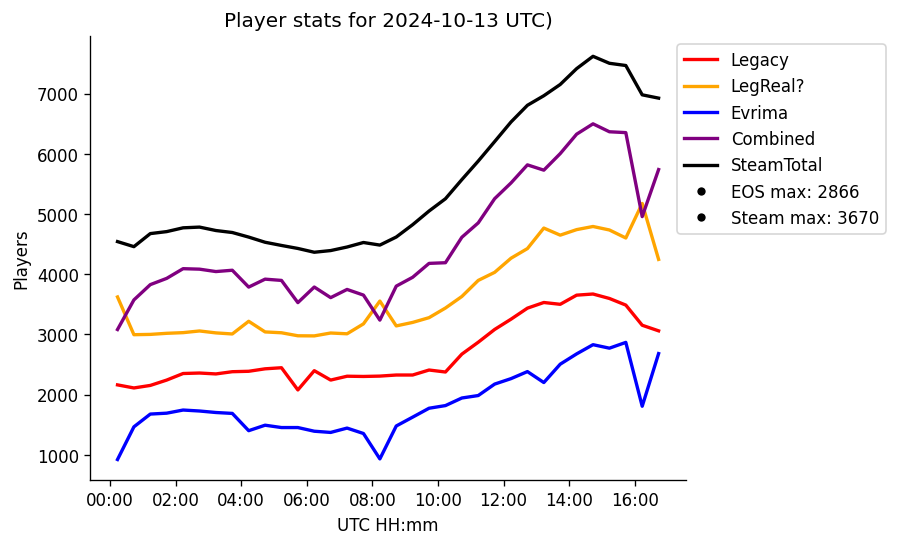 Player stats for 2024-10-13 UTC)
Legacy
LegReal?
Evrima
Combined
SteamTotal
EOS max: 2866
Steam max: 3670
Players
7000
6000
5000
4000
3000
2000
1000
00:00 02:00 04:00 06:00 08:00 10:00 12:00 14:00 16:00
UTC HH:mm